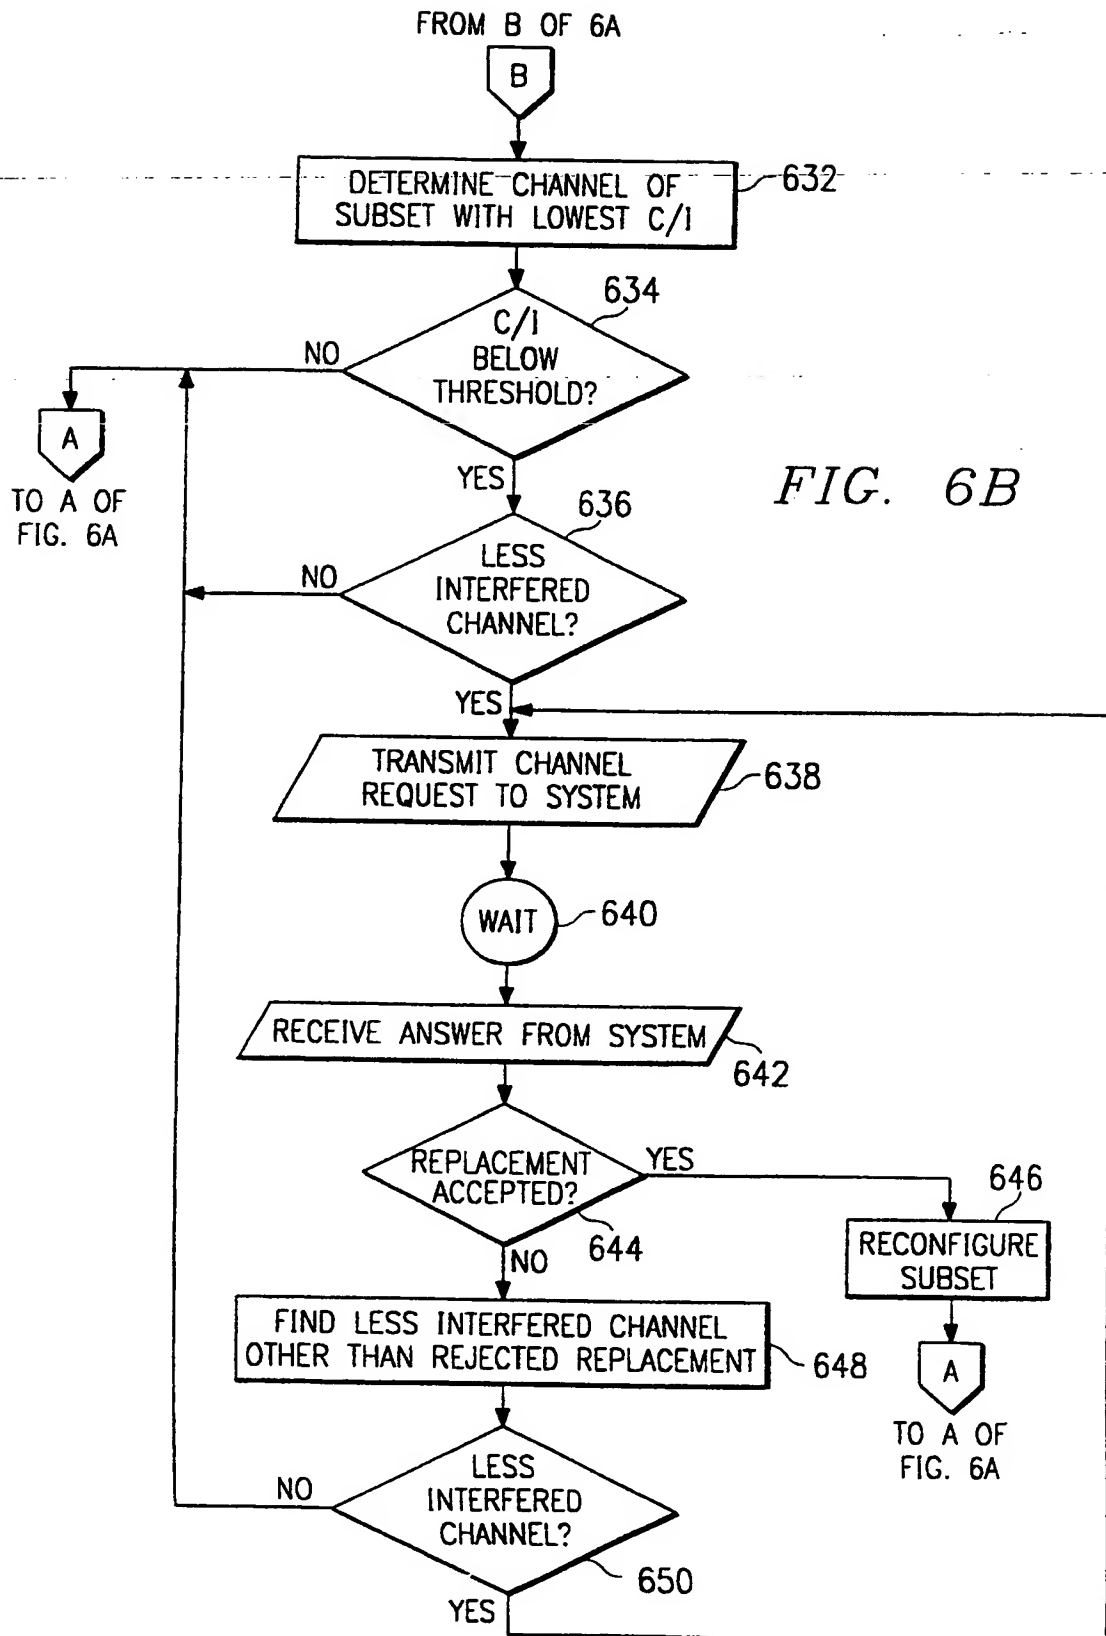 FROM B OF 6A
B
DETERMINE CHANNEL OF
SUBSET WITH LOWEST C/I
632
634
C/I
BELOW
THRESHOLD?
NO
A
TO A OF
FIG. 6A
YES
FIG. 6B
636
LESS
INTERFERED
CHANNEL?
NO
YES
TRANSMIT CHANNEL
REQUEST TO SYSTEM
638
WAIT
640
RECEIVE ANSWER FROM SYSTEM
642
REPLACEMENT
ACCEPTED?
YES
644
646
RECONFIGURE
SUBSET
NO
FIND LESS INTERFERED CHANNEL
OTHER THAN REJECTED REPLACEMENT
648
A
TO A OF
FIG. 6A
LESS
INTERFERED
CHANNEL?
NO
650
YES